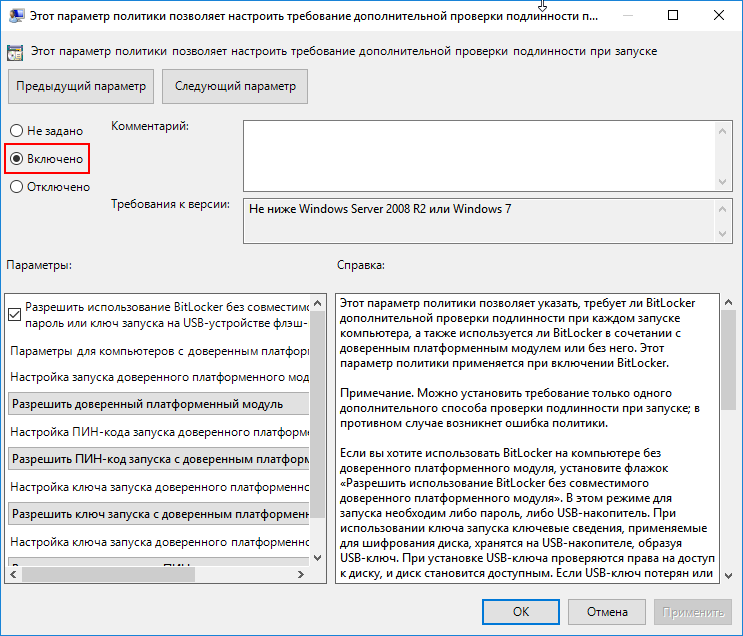 Этот параметр политики позволяет настроить требование дополнительной проверки подлинности п...
Этот параметр политики позволяет настроить требование дополнительной проверки подлинности при запуске
Предыдущий параметр
Следующий параметр
Не задано
Включено
Отключено
Комментарий:
Требования к версии:
Не ниже Windows Server 2008 R2 или Windows 7
Параметры:
Справка:
Разрешить использование BitLocker без совместимо
пароль или ключ запуска на USB-устройстве флэш-
Параметры для компьютеров с доверенным платфор
Настройка запуска доверенного платформенного мод
Разрешить доверенный платформенный модуль
Настройка ПИН-кода запуска доверенного платформе
Разрешить ПИН-код запуска с доверенным платформ
Настройка ключа запуска доверенного платформенно
Разрешить ключ запуска с доверенным платформенн
Настройка ключа запуска доверенного платформенно
Этот параметр политики позволяет указать, требует ли BitLocker
дополнительной проверки подлинности при каждом запуске
компьютера, а также используется ли BitLocker в сочетании с
доверенным платформенным модулем или без него. Этот
параметр политики применяется при включении BitLocker.
Примечание. Можно установить требование только одного
дополнительного способа проверки подлинности при запуске; в
противном случае возникнет ошибка политики.
Если вы хотите использовать BitLocker на компьютере без
доверенного платформенного модуля, установите флажок
«Разрешить использование BitLocker без совместимого
доверенного платформенного модуля». В этом режиме для
запуска необходим либо пароль, либо USB-накопитель. При
использовании ключа запуска ключевые сведения, применяемые
для шифрования диска, хранятся на USB-накопителе, образуя
USB-ключ. При установке USB-ключа проверяются права на доступ
к диску, и диск становится доступным. Если USB-ключ потерян или
ОК
Отмена
Применить